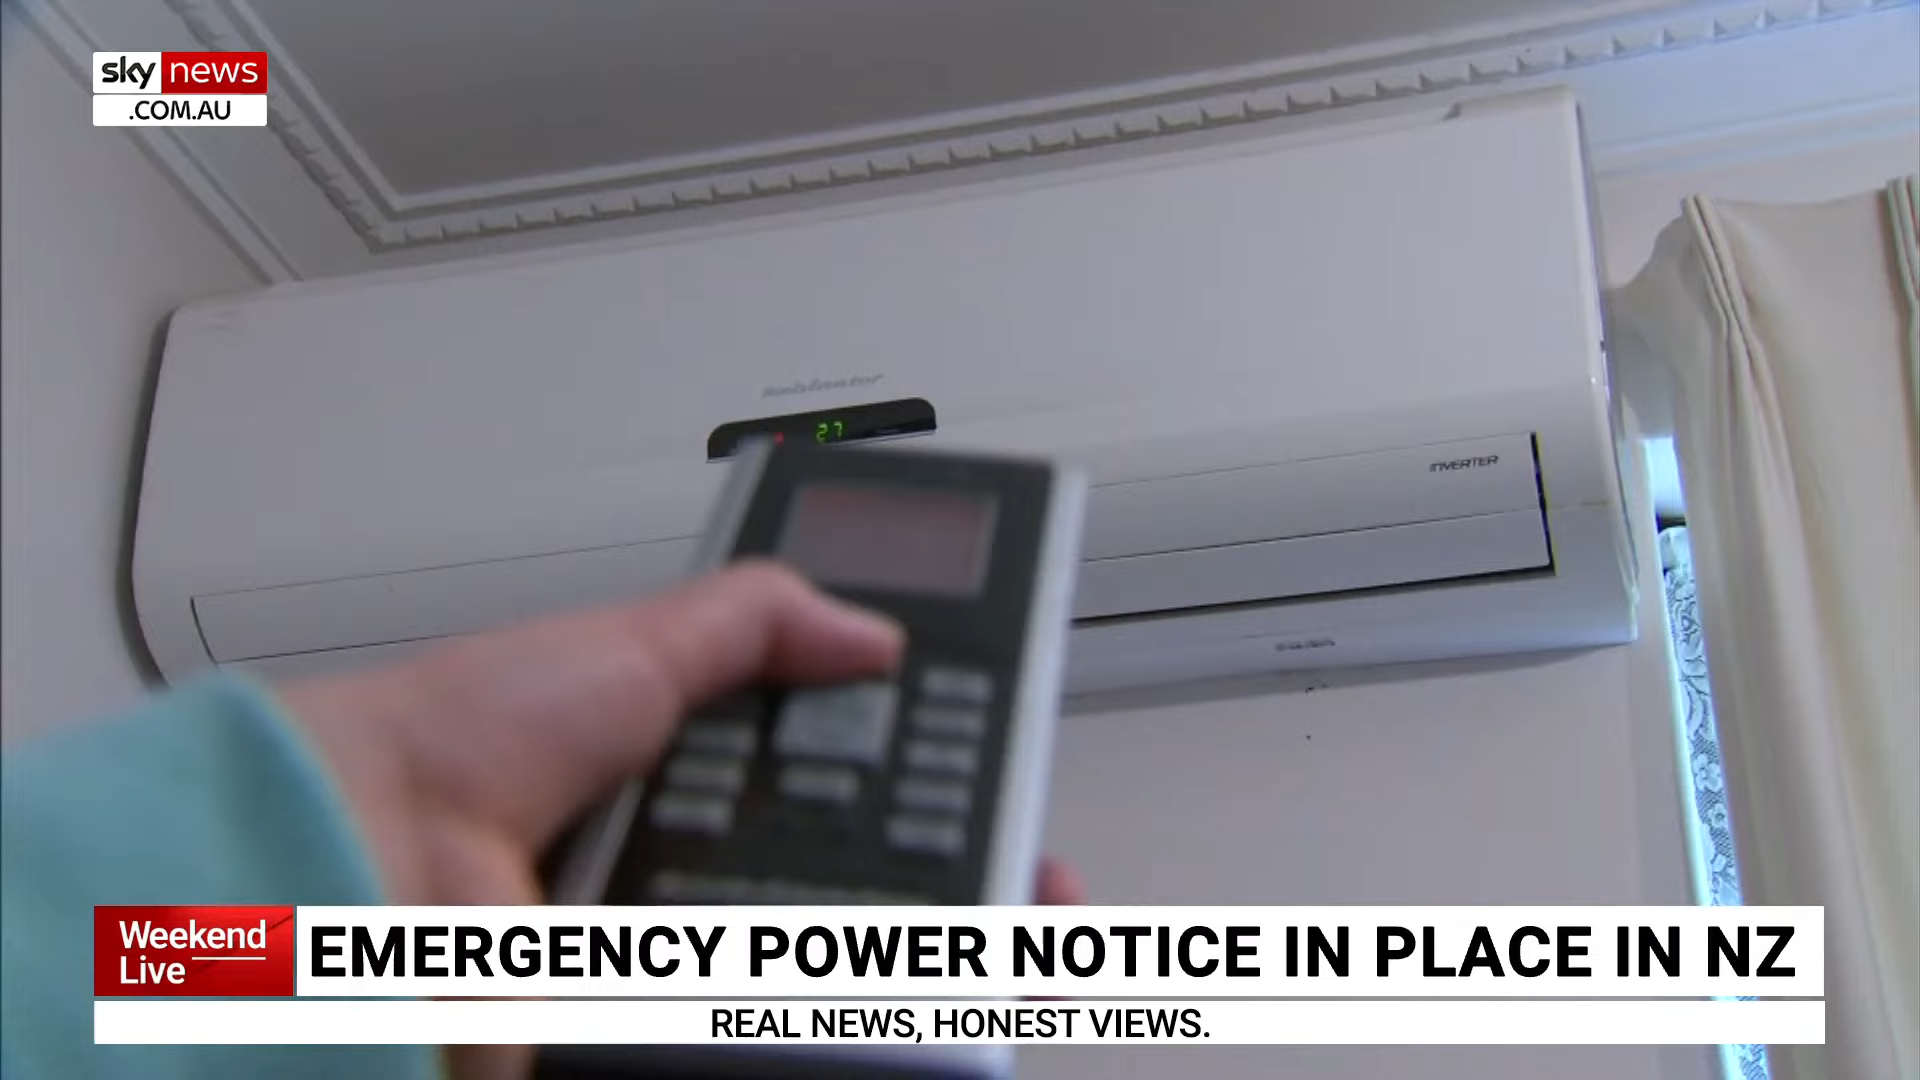 sky news
.COM.AU
27
INVERTER
Weekend
Live
EMERGENCY POWER NOTICE IN PLACE IN NZ
REAL NEWS, HONEST VIEWS.